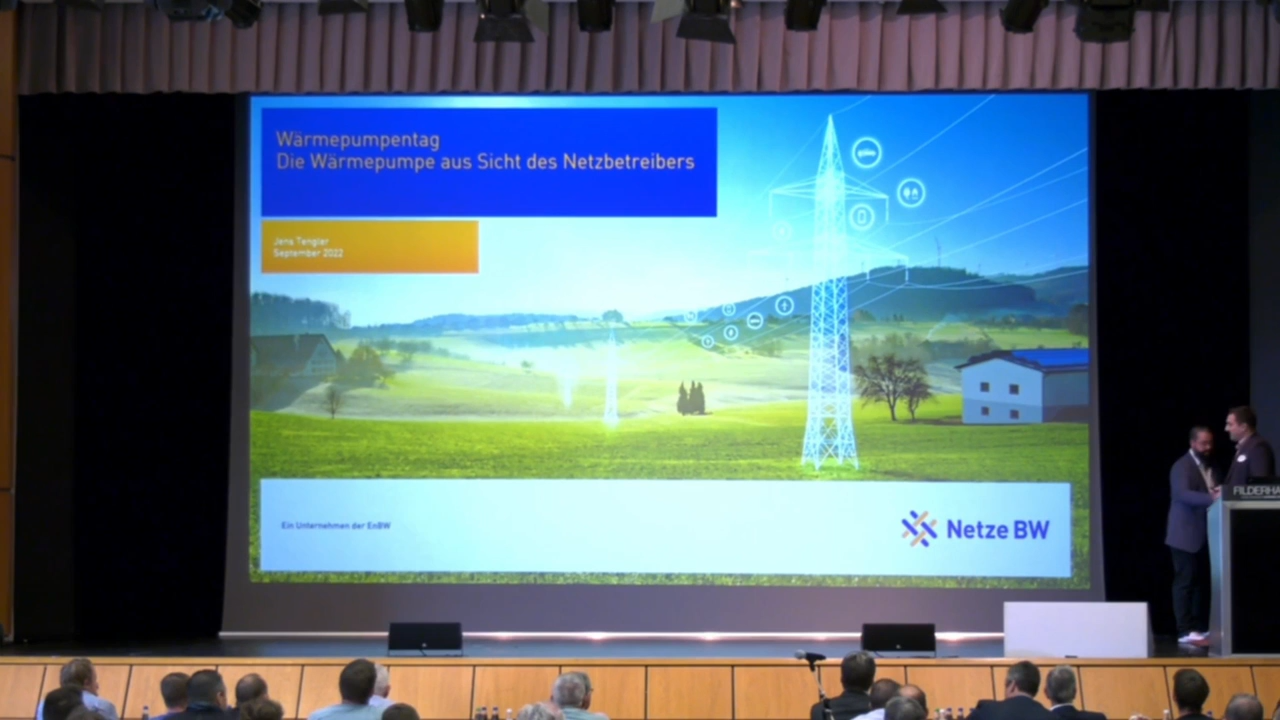 Wärmepumpentag
Die Wärmepumpe aus Sicht des Netzbetreibers
Jens Tengler
September 2022
Ein Unternehmen der EnBW
Netze BW
FILDERHA